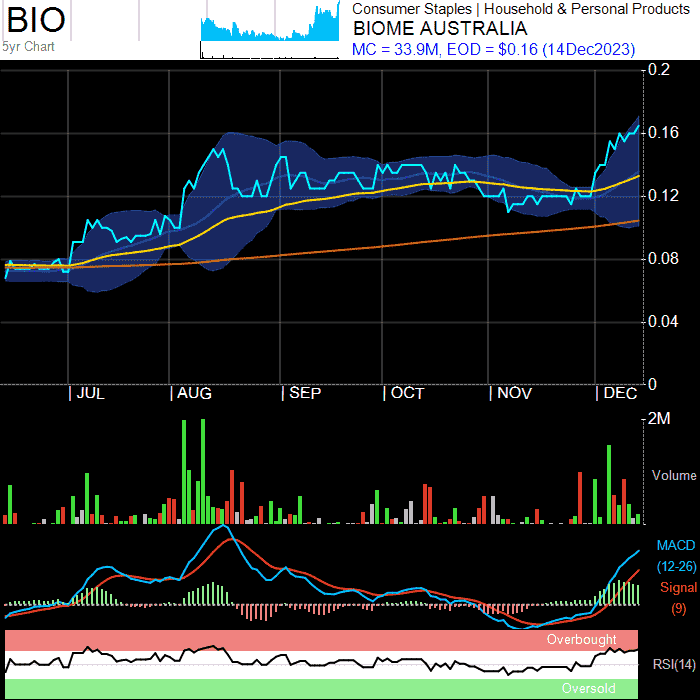 BIO
5yr Chart
Consumer Staples | Household & Personal Products
BIOME AUSTRALIA
MC = 33.9M, EOD = $0.16 (14Dec2023)
0.2
0.16
0.12
0.08
0.04
0
| JUL | AUG | SEP | OCT | NOV | DEC
2M
Volume
MACD
(12-26)
Signal
(9)
Overbought
RSI(14)
Oversold